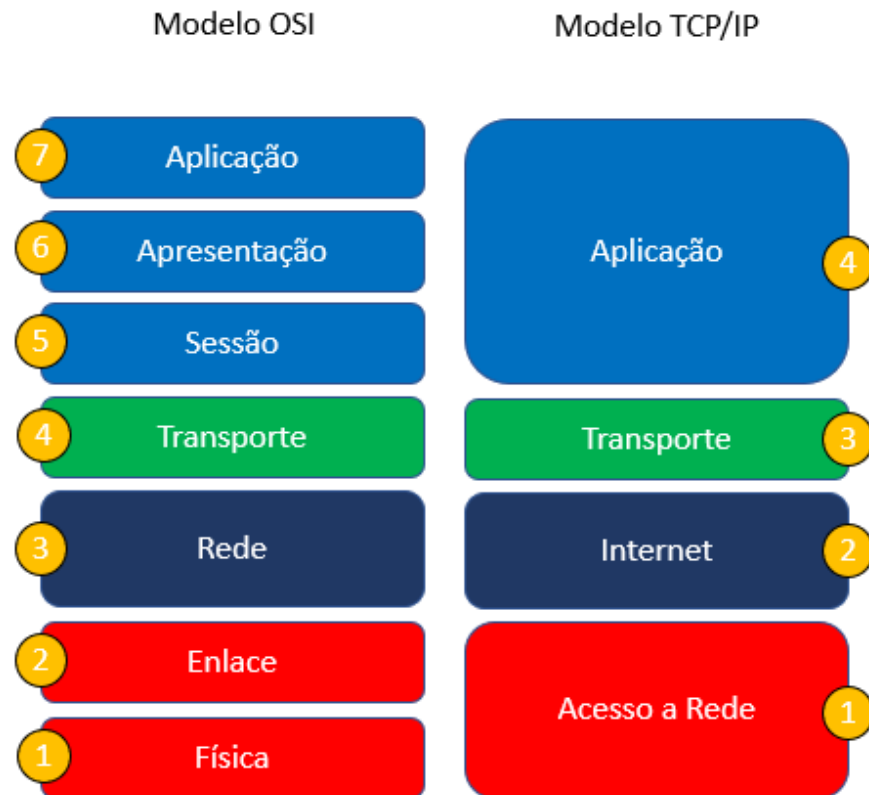 Modelo OSI
Modelo TCP/IP
7 Aplicação
6 Apresentação
5 Sessão
4 Transporte
3 Rede
2 Enlace
1 Física
Aplicação 4
Transporte 3
Internet 2
Acesso a Rede 1